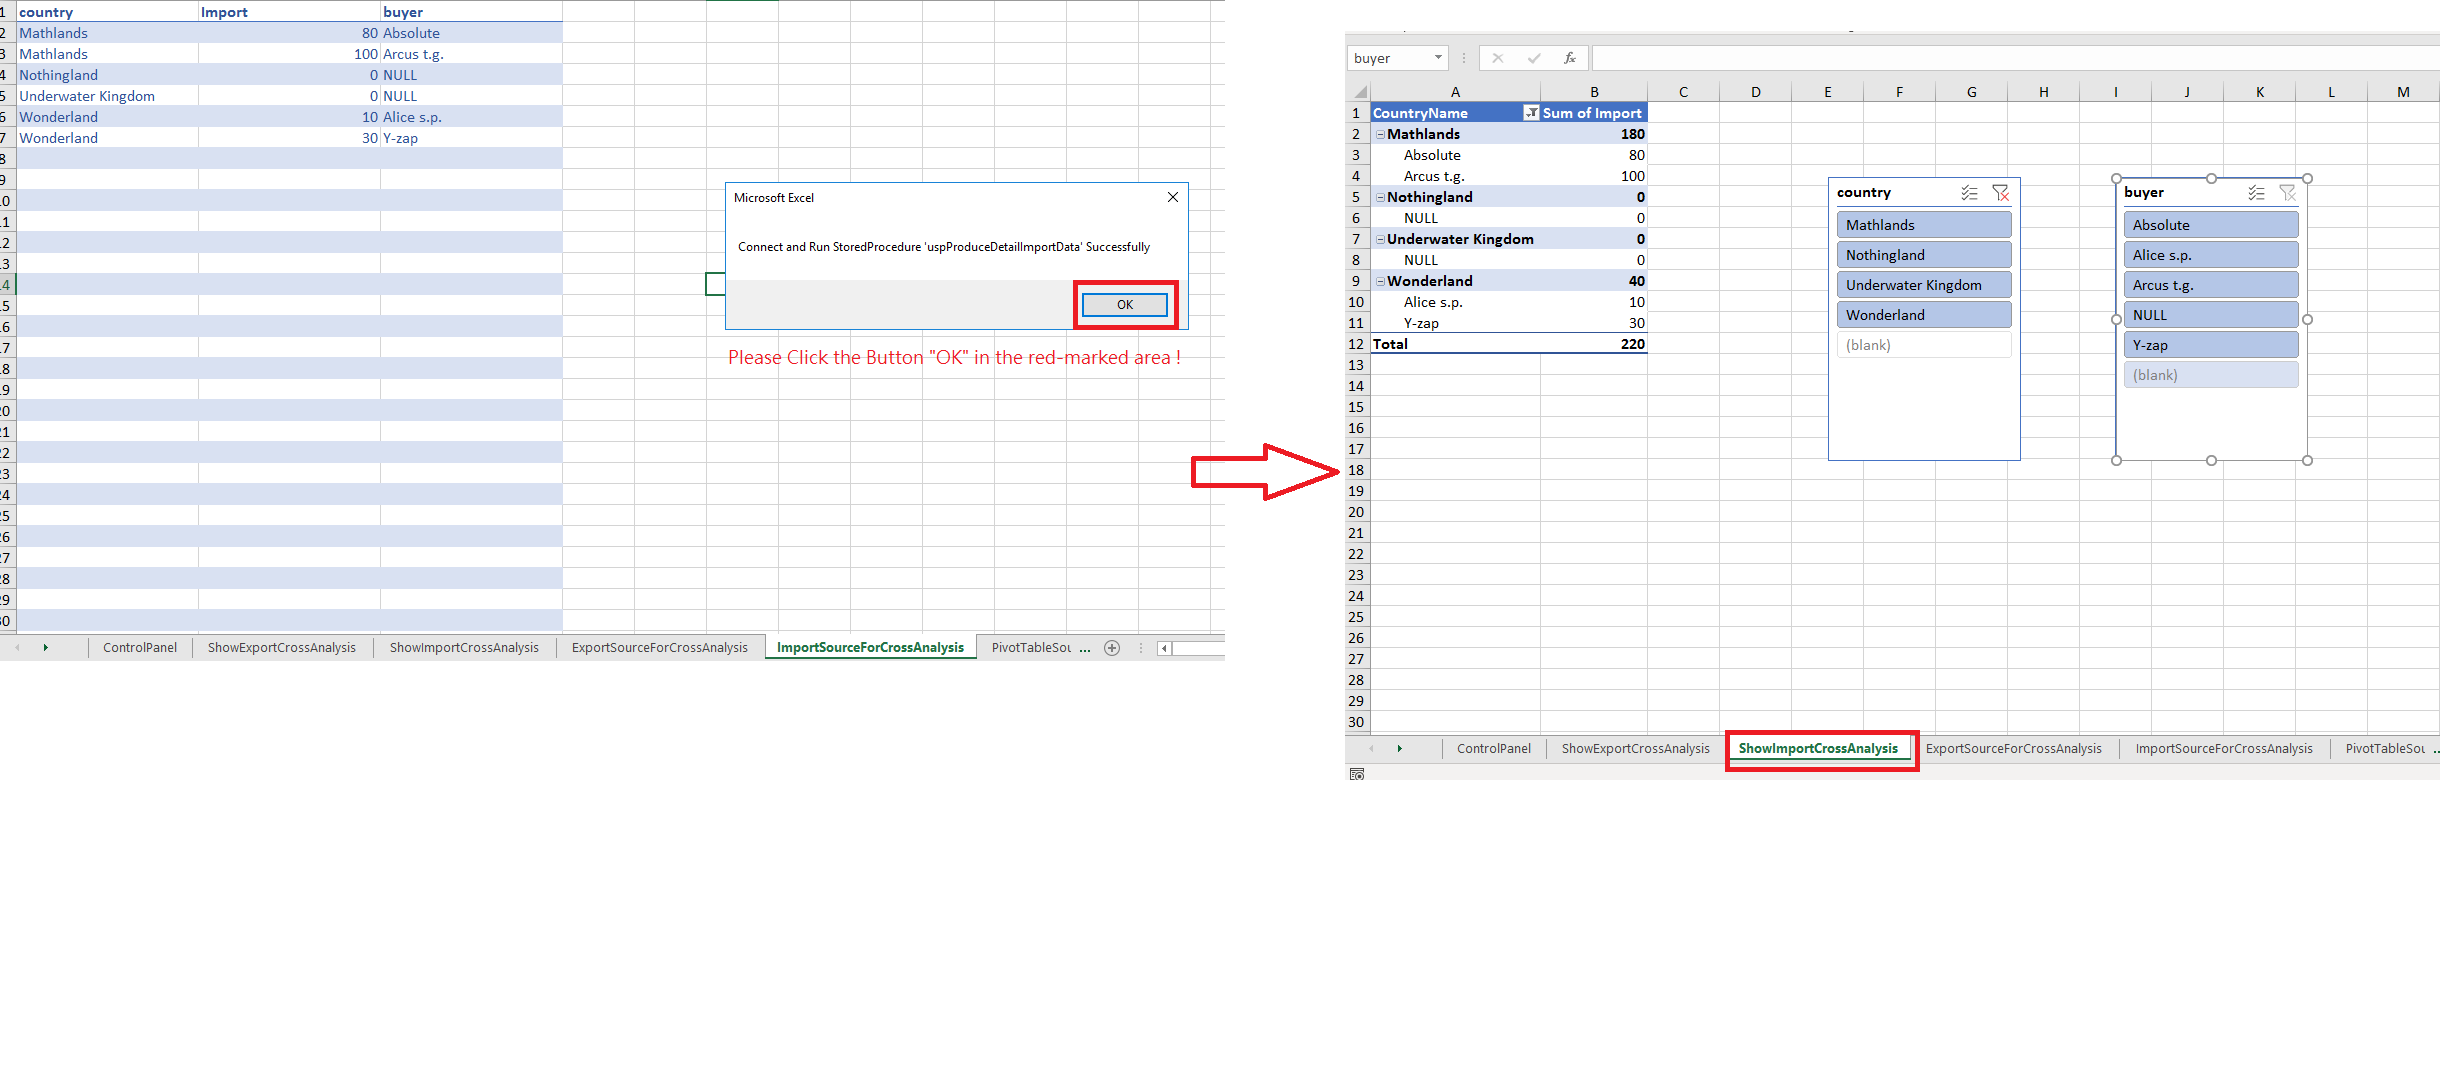 1 country Import buyer
2 Mathlands 80 Absolute
3 Mathlands 100 Arcus t.g.
4 Nothingland 0 NULL
5 Underwater Kingdom 0 NULL
6 Wonderland 10 Alice s.p.
7 Wonderland 30 Y-zap
8
9
10
11
12
13
14
15
16
17
18
19
20
21
22
23
24
25
26
27
28
29
30
Microsoft Excel
Connect and Run StoredProcedure 'uspProduceDetailImportData' Successfully
OK
Please Click the Button "OK" in the red-marked area !
ControlPanel ShowExportCrossAnalysis ShowImportCrossAnalysis ExportSourceForCrossAnalysis ImportSourceForCrossAnalysis PivotTableSou ...
buyer fx
A B C D E F G H I J K L M
1 CountryName Sum of Import
2 Mathlands 180
3 Absolute 80
4 Arcus t.g. 100
5 Nothingland 0
6 NULL 0
7 Underwater Kingdom 0
8 NULL 0
9 Wonderland 40
10 Alice s.p. 10
11 Y-zap 30
12 Total 220
13
14
15
16
17
18
19
20
21
22
23
24
25
26
27
28
29
30
country
Mathlands
Nothingland
Underwater Kingdom
Wonderland
(blank)
buyer
Absolute
Alice s.p.
Arcus t.g.
NULL
Y-zap
(blank)
ControlPanel ShowExportCrossAnalysis ShowImportCrossAnalysis ExportSourceForCrossAnalysis ImportSourceForCrossAnalysis PivotTableSou ..